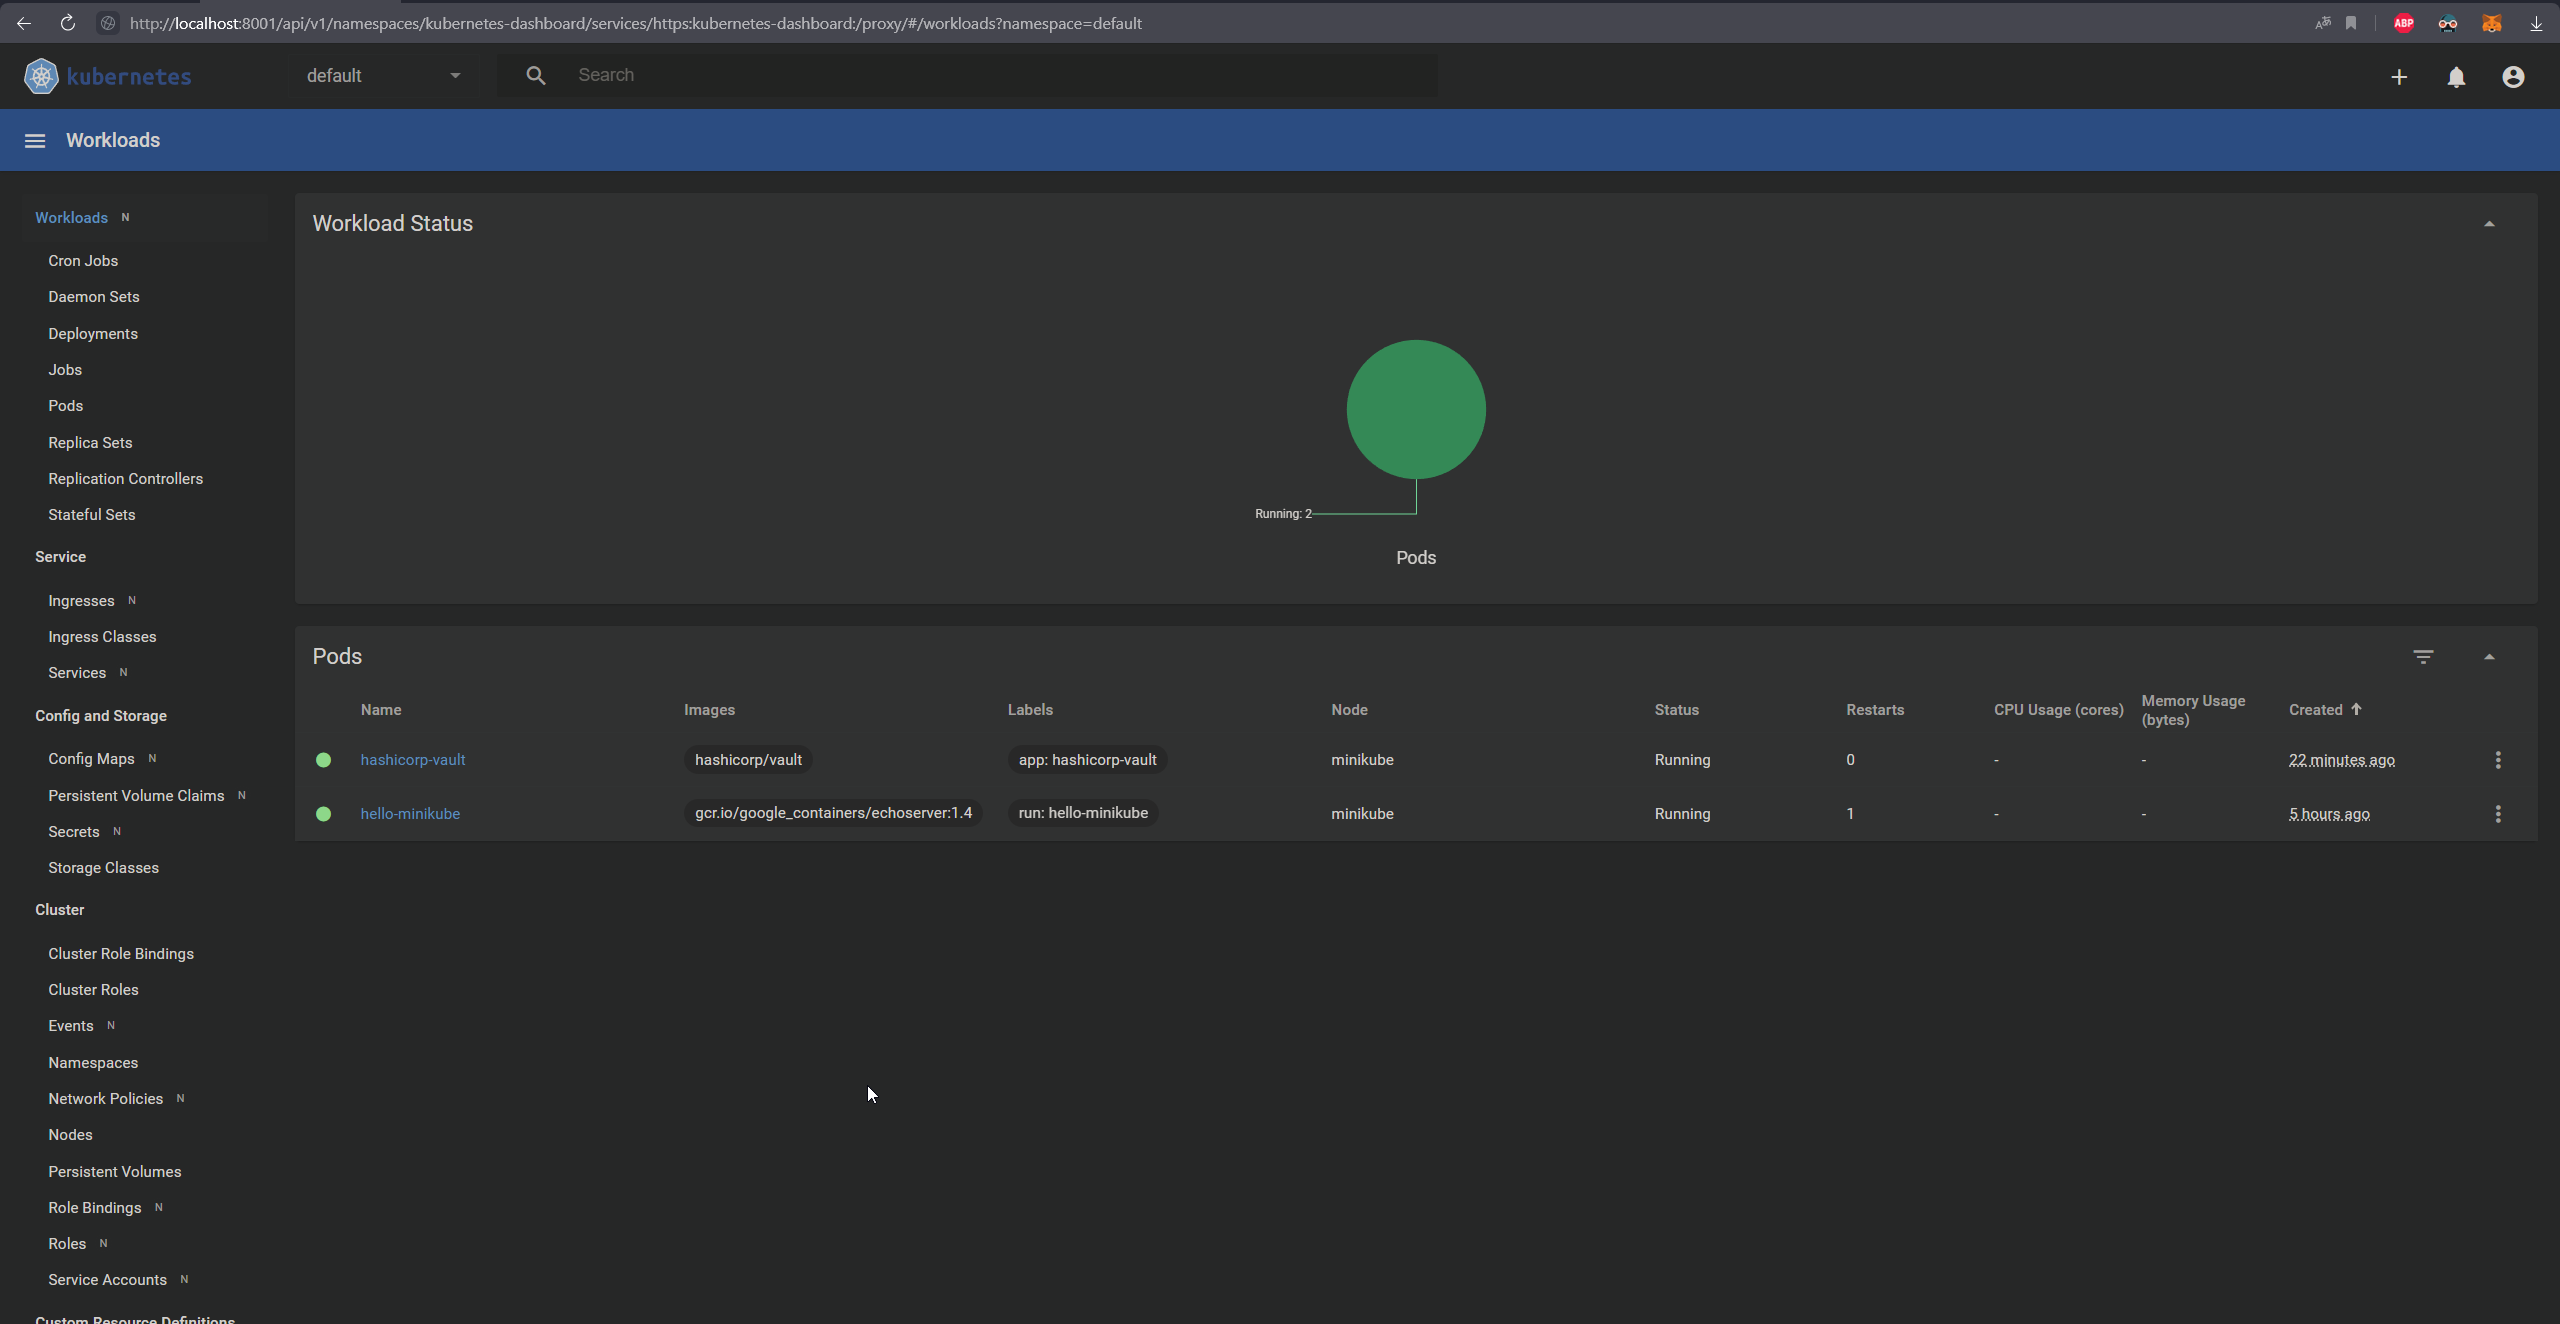 http://localhost:8001/api/v1/namespaces/kubernetes-dashboard/services/https:kubernetes-dashboard:/proxy/#/workloads?namespace=default
ABP
kubernetes
default
Search
Workloads
Workloads N
Cron Jobs
Daemon Sets
Deployments
Jobs
Pods
Replica Sets
Replication Controllers
Stateful Sets
Service
Ingresses N
Ingress Classes
Services N
Config and Storage
Config Maps N
Persistent Volume Claims N
Secrets N
Storage Classes
Cluster
Cluster Role Bindings
Cluster Roles
Events N
Namespaces
Network Policies N
Nodes
Persistent Volumes
Role Bindings N
Roles N
Service Accounts N
Custom Resource Definitions
Workload Status
Running: 2
Pods
Pods
Name Images Labels Node Status Restarts CPU Usage (cores) Memory Usage (bytes) Created
hashicorp-vault hashicorp/vault app: hashicorp-vault minikube Running 0 - - 22 minutes ago
hello-minikube gcr.io/google_containers/echoserver:1.4 run: hello-minikube minikube Running 1 - - 5 hours ago